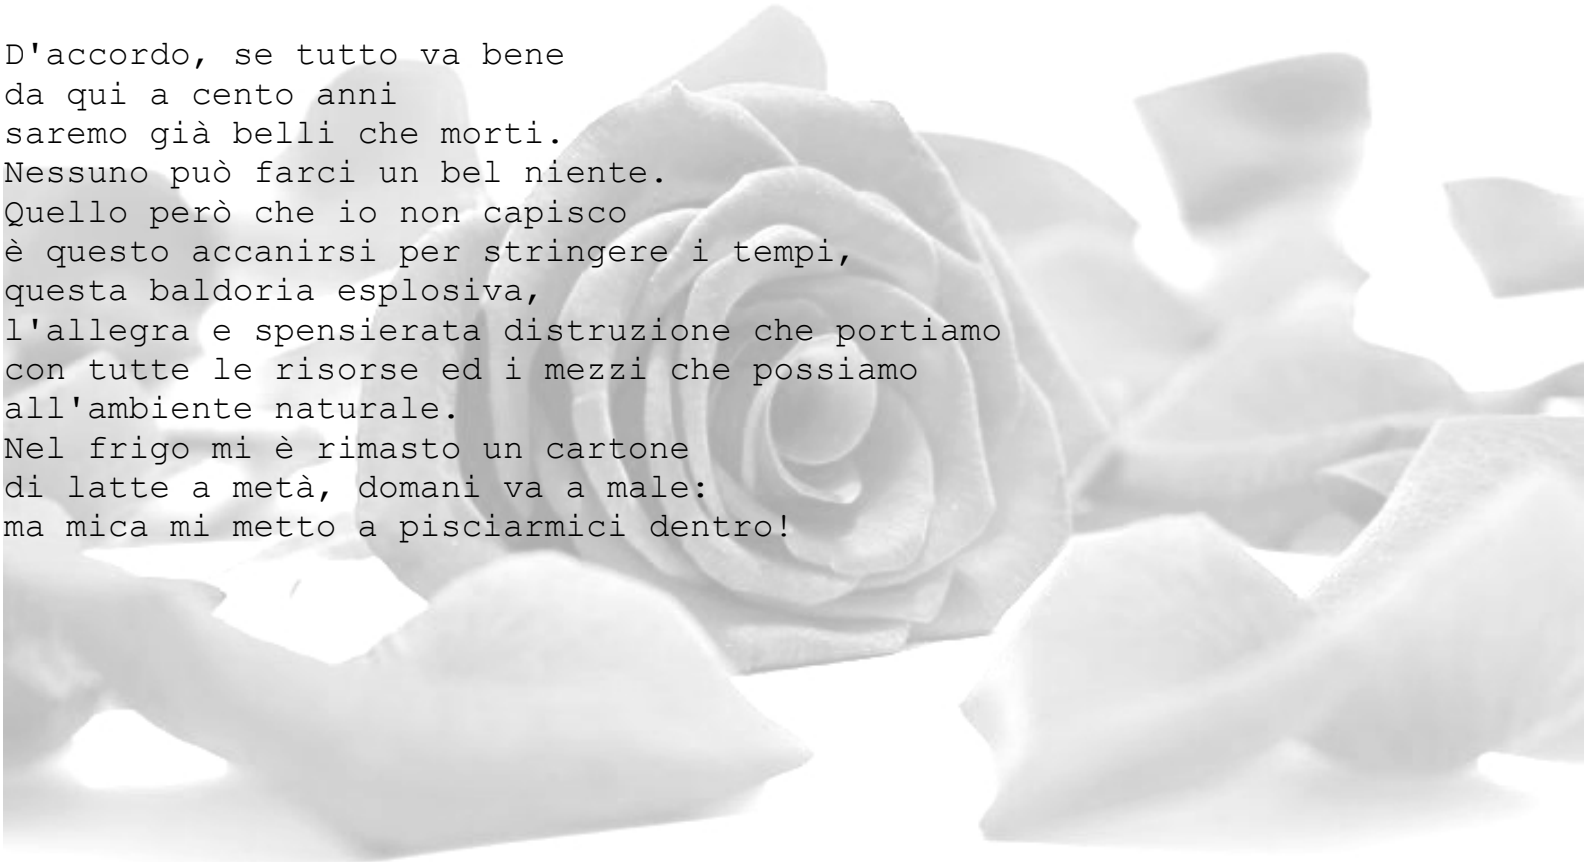 D'accordo, se tutto va bene
da qui a cento anni
saremo già belli che morti.
Nessuno può farci un bel niente.
Quello però che io non capisco
è questo accanirsi per stringere i tempi,
questa baldoria esplosiva,
l'allegra e spensierata distruzione che portiamo
con tutte le risorse ed i mezzi che possiamo
all'ambiente naturale.
Nel frigo mi è rimasto un cartone
di latte a metà, domani va a male:
ma mica mi metto a pisciarmici dentro!